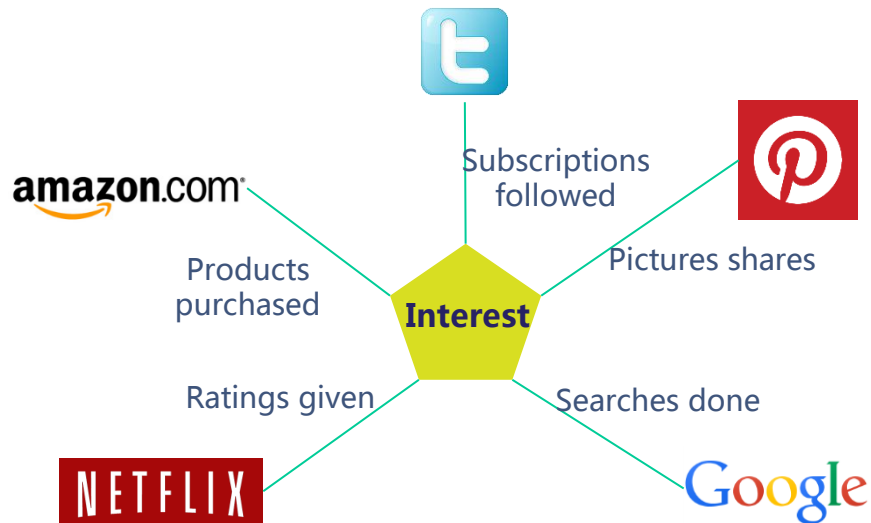 t
Subscriptions
followed
amazon.com
Pictures shares
Products
purchased
Interest
Ratings given
Searches done
NETFLIX
Google